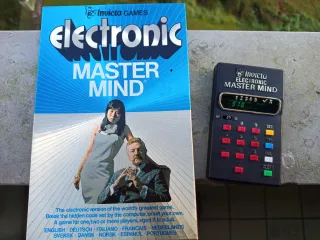 Invicta GAMES
electronic
MASTER
MIND
The electronic version of the world's greatest game.
Break the hidden code set by the computer, or set your own.
A game for one, two or more players, aged 8 to adult.
ENGLISH · DEUTSCH · ITALIANO · FRANCAIS · NEDERLANDS
SVENSK · DANSK · NORSK · ESPAÑOL · PORTUGUES
Invicta
ELECTRONIC
MASTER MIND